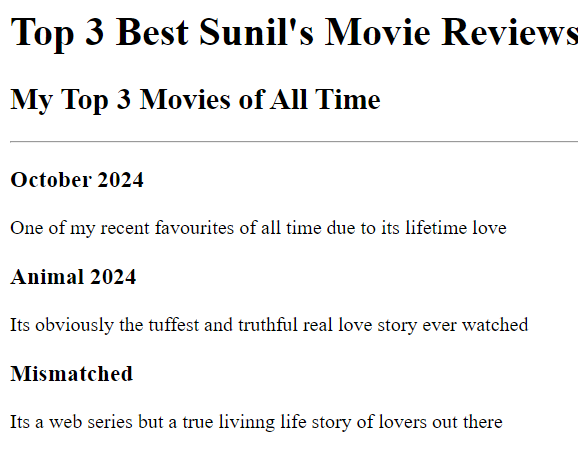 Top 3 Best Sunil's Movie Reviews
My Top 3 Movies of All Time
October 2024
One of my recent favourites of all time due to its lifetime love
Animal 2024
Its obviously the tuffest and truthful real love story ever watched
Mismatched
Its a web series but a true livinng life story of lovers out there